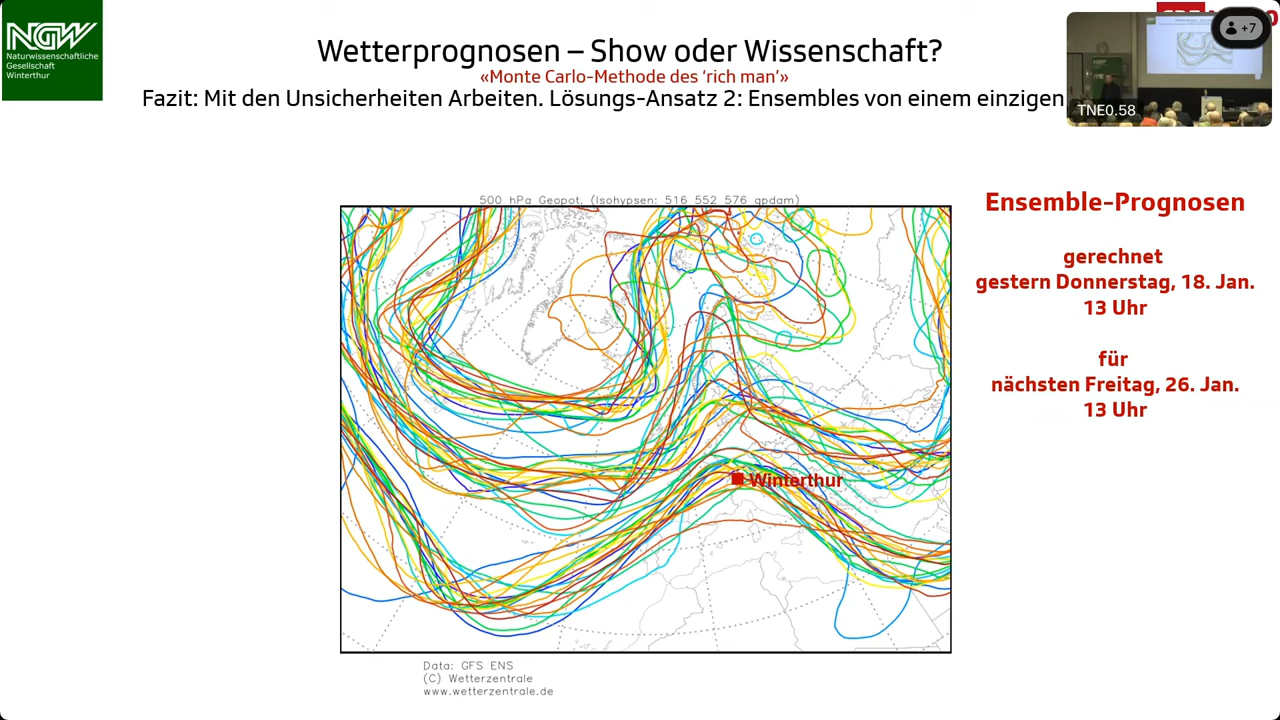 NGW
Naturwissenschaftliche
Gesellschaft
Winterthur
Wetterprognosen – Show oder Wissenschaft?
«Monte Carlo-Methode des ‘rich man’»
Fazit: Mit den Unsicherheiten Arbeiten. Lösungs-Ansatz 2: Ensembles von einem einzigen
+7
TNE0.58
500 hPa Geopot. (Isohypsen: 516 552 576 gpdam)
Ensemble-Prognosen
gerechnet
gestern Donnerstag, 18. Jan.
13 Uhr
für
nächsten Freitag, 26. Jan.
13 Uhr
Winterthur
Data: GFS ENS
(C) Wetterzentrale
www.wetterzentrale.de